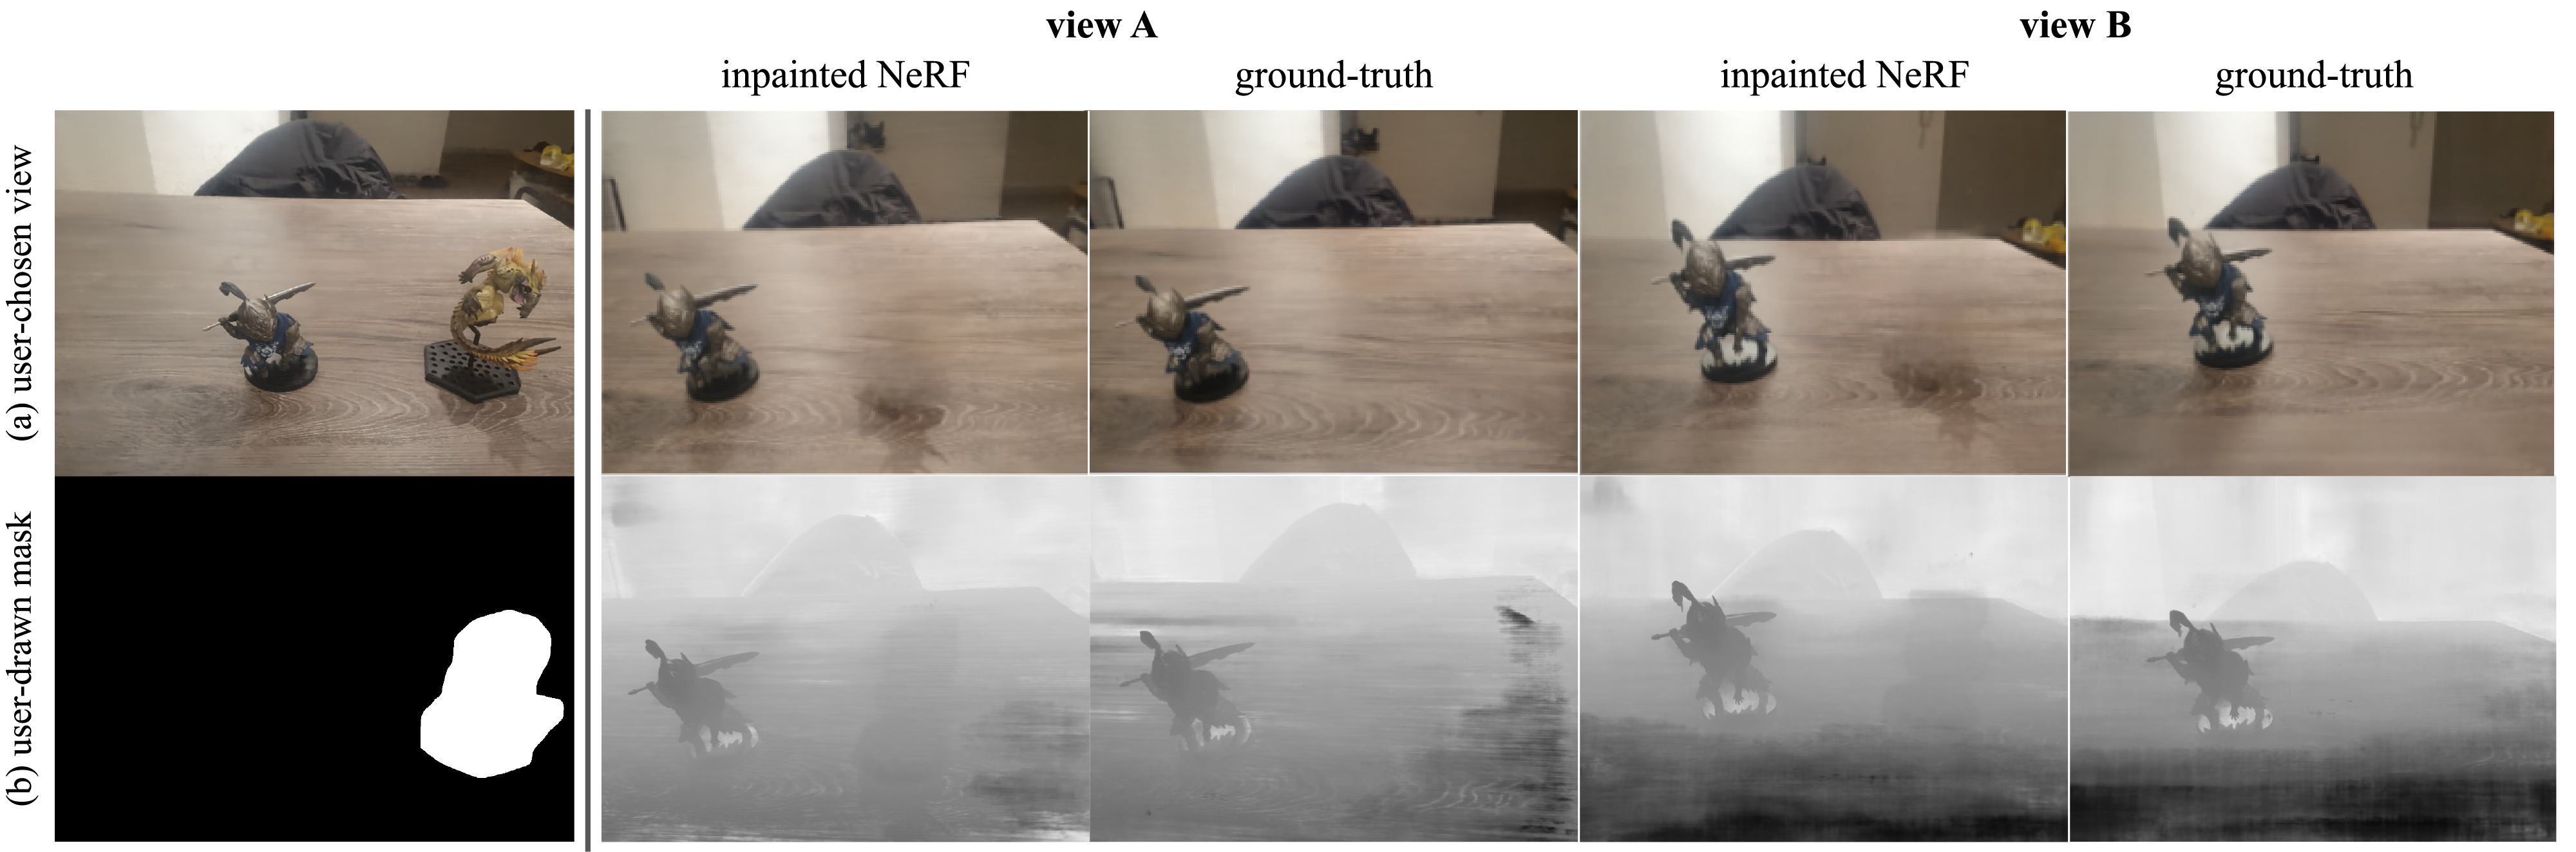 view A
view B
inpainted NeRF
ground-truth
inpainted NeRF
ground-truth
(a) user-chosen view
(b) user-drawn mask